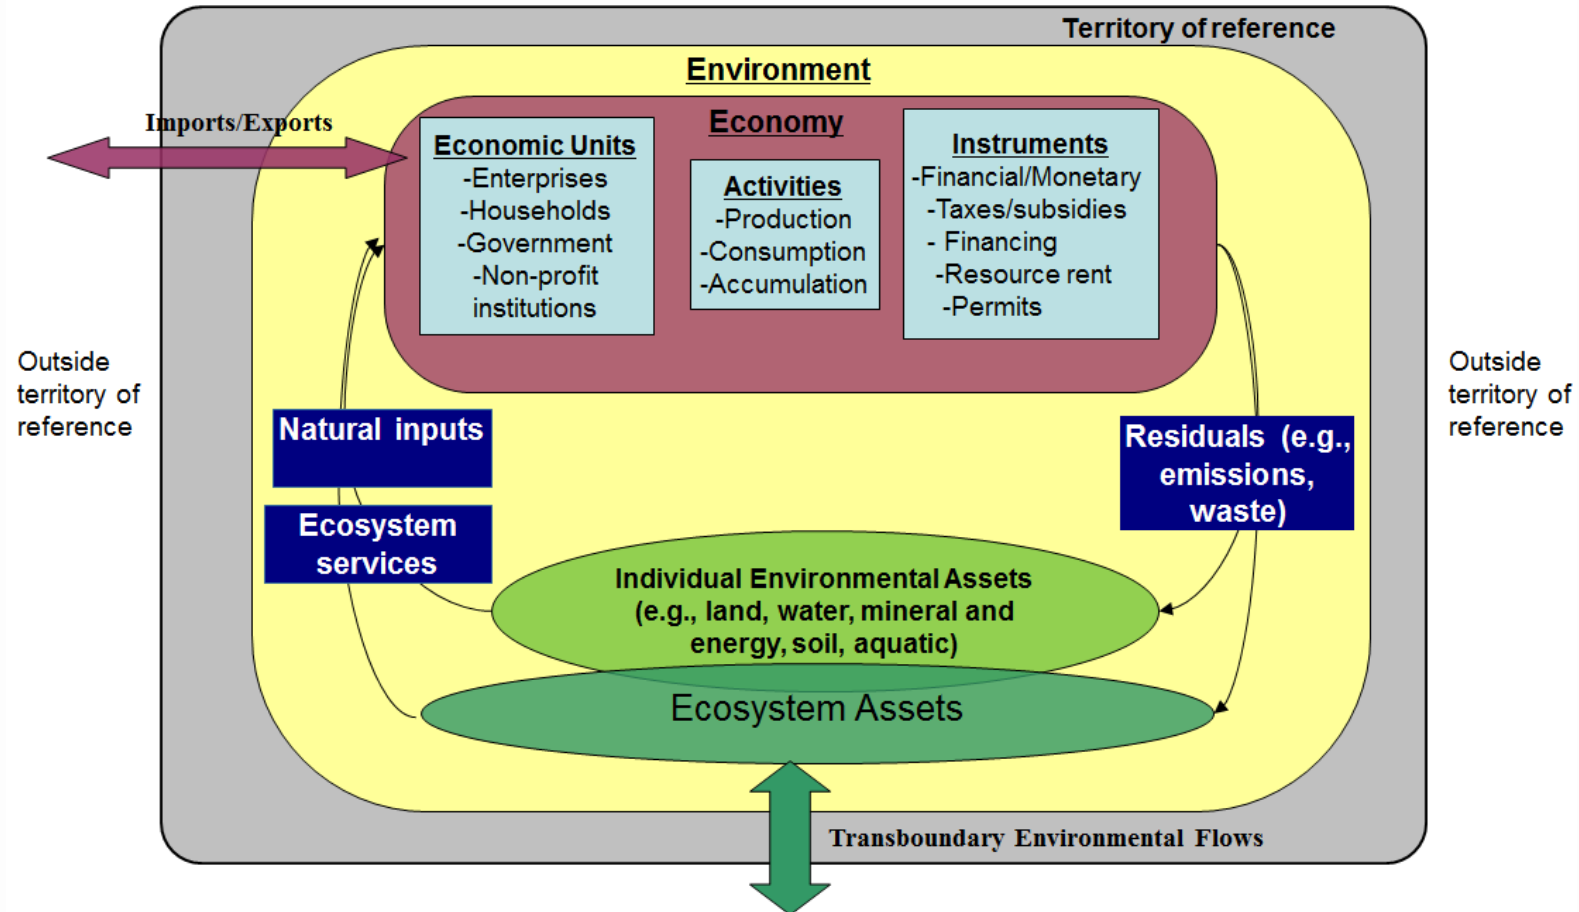 Territory of reference
Environment
Imports/Exports
Economy
Economic Units
-Enterprises
-Households
-Government
-Non-profit
institutions
Activities
-Production
-Consumption
-Accumulation
Instruments
-Financial/Monetary
-Taxes/subsidies
- Financing
-Resource rent
-Permits
Outside
territory of
reference
Outside
territory of
reference
Natural inputs
Ecosystem
services
Residuals (e.g.,
emissions,
waste)
Individual Environmental Assets
(e.g., land, water, mineral and
energy, soil, aquatic)
Ecosystem Assets
Transboundary Environmental Flows